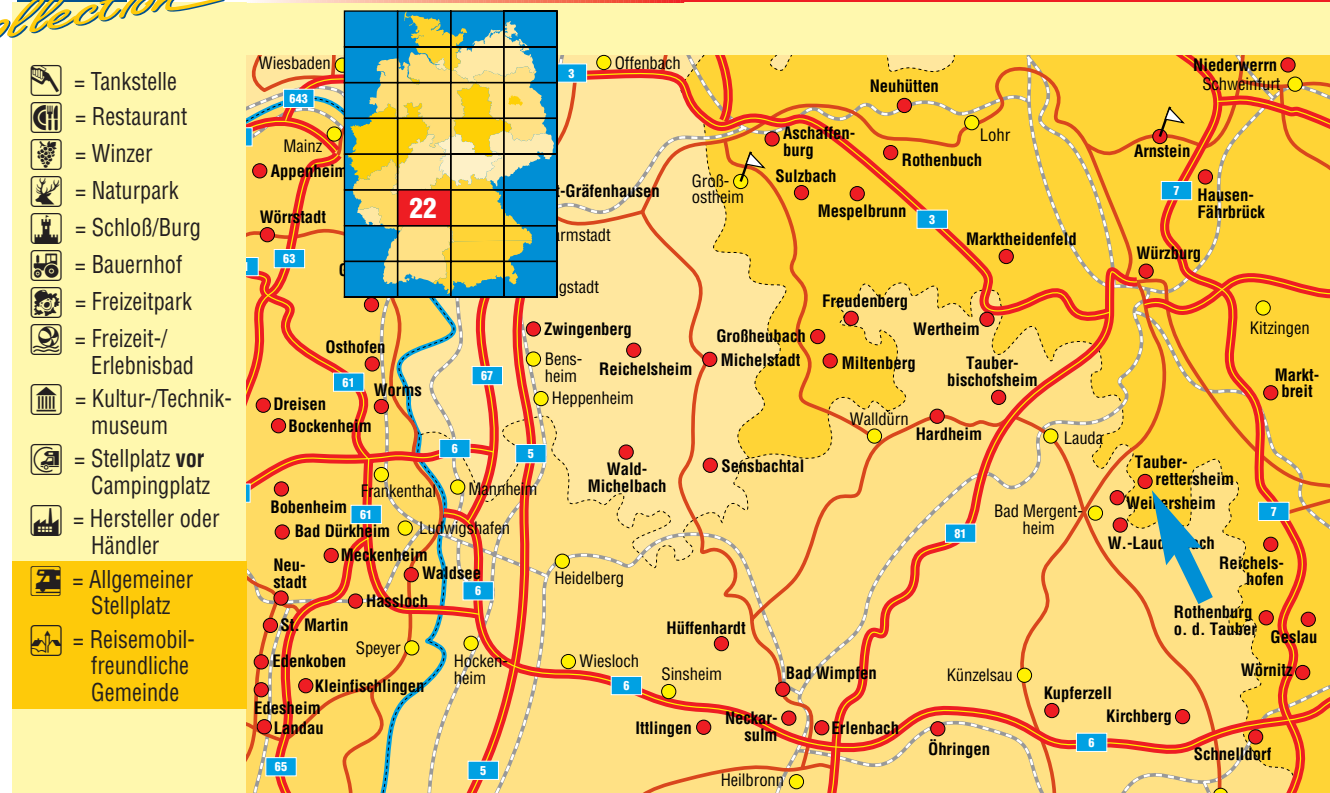 ollection
= Tankstelle
= Restaurant
= Winzer
= Naturpark
= Schloß/Burg
= Bauernhof
= Freizeitpark
= Freizeit-/
Erlebnisbad
= Kultur-/Technik-
museum
= Stellplatz vor
Campingplatz
= Hersteller oder
Händler
= Allgemeiner
Stellplatz
= Reisemobil-
freundliche
Gemeinde
22
Wiesbaden
643
Mainz
Appenheim
Wörrstadt
63
3
Offenbach
-Gräfenhausen
armstadt
gstadt
Neuhütten
Lohr
Niederwerrn
Schweinfurt
Aschaffen-
burg
Rothenbuch
Arnstein
Groß-
ostheim
Sulzbach
Mespelbrunn
3
7
Hausen-
Fährbrück
Marktheidenfeld
Würzburg
Kitzingen
Zwingenberg
Freudenberg
Wertheim
Osthofen
Bens-
heim
Reichelsheim
Großheubach
Michelstadt
Miltenberg
Tauber-
bischofsheim
Markt-
breit
61
67
Worms
Heppenheim
Dreisen
Bockenheim
Walldürn
Hardheim
Lauda
6
5
Wald-
Michelbach
Sensbachtal
Tauber-
rettersheim
Frankenthal
Mannheim
Bobenheim
61
Ludwigshafen
Bad Mergent-
heim
Weikersheim
7
Bad Dürkheim
W.-Laudenbach
81
Meckenheim
Neu-
stadt
Waldsee
Heidelberg
Reichels-
hofen
6
Hassloch
St. Martin
Rothenburg
o. d. Tauber
Geslau
Hüffenhardt
Speyer
Hocken-
heim
Wiesloch
Edenkoben
Sinsheim
Bad Wimpfen
Künzelsau
Wörnitz
Kleinfischlingen
6
Edesheim
Kupferzell
Kirchberg
Landau
Ittlingen
Neckar-
sulm
Erlenbach
Öhringen
6
Schnelldorf
65
5
Heilbronn